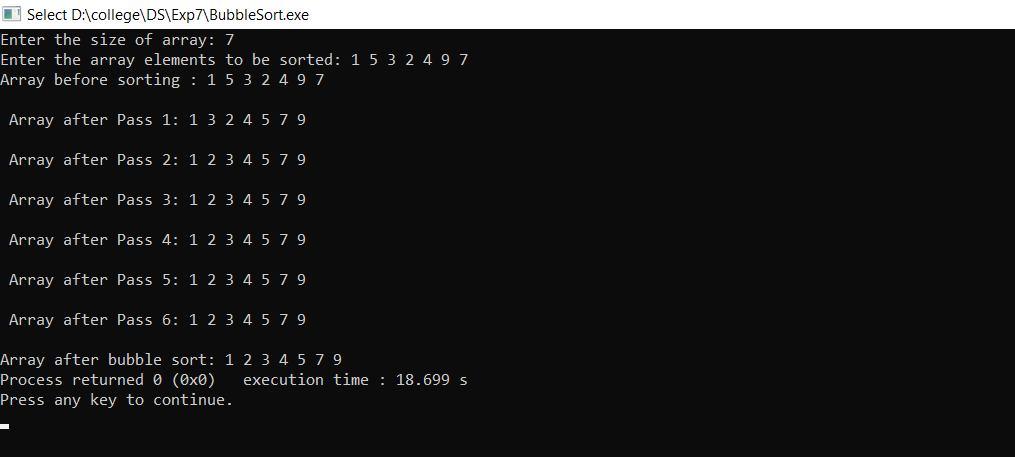 Select D:\college\DS\Exp7\BubbleSort.exe
Enter the size of array: 7
Enter the array elements to be sorted: 1 5 3 2 4 9 7
Array before sorting : 1 5 3 2 4 9 7
Array after Pass 1: 1 3 2 4 5 7 9
Array after Pass 2: 1 2 3 4 5 7 9
Array after Pass 3: 1 2 3 4 5 7 9
Array after Pass 4: 1 2 3 4 5 7 9
Array after Pass 5: 1 2 3 4 5 7 9
Array after Pass 6: 1 2 3 4 5 7 9
Array after bubble sort: 1 2 3 4 5 7 9
Process returned 0 (0x0)   execution time : 18.699 s
Press any key to continue.